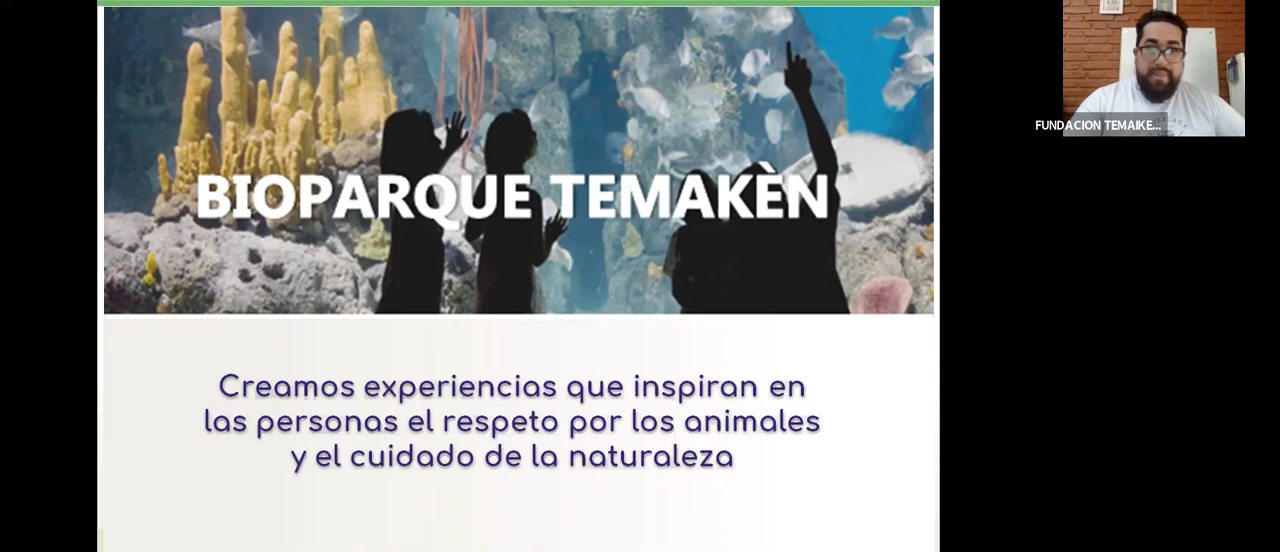 BIOPARQUE TEMAKÈN
Creamos experiencias que inspiran en
las personas el respeto por los animales
y el cuidado de la naturaleza
FUNDACION TEMAIKE...